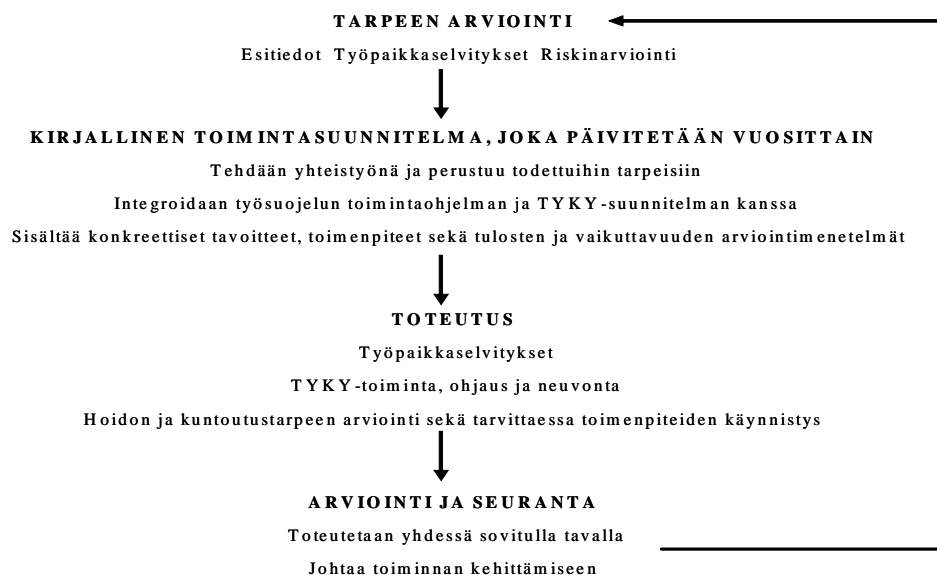 TARPEEN ARVIOINTI
Esitiedot Työpaikkaselvitykset Riskinarviointi
KIRJALLINEN TOIMINTASUUNNITELMA, JOKA PÄIVITETÄÄN VUOSITTAIN
Tehdään yhteistyönä ja perustuu todettuihin tarpeisiin
Integroidaan työsuojelun toimintaohjelman ja TYKY-suunnitelman kanssa
Sisältää konkreettiset tavoitteet, toimenpiteet sekä tulosten ja vaikuttavuuden arviointimenetelmät
TOTEUTUS
Työpaikkaselvitykset
TYKY-toiminta, ohjaus ja neuvonta
Hoidon ja kuntoutustarpeen arviointi sekä tarvittaessa toimenpiteiden käynnistys
ARVIOINTI JA SEURANTA
Toteutetaan yhdessä sovitulla tavalla
Johtaa toiminnan kehittämiseen